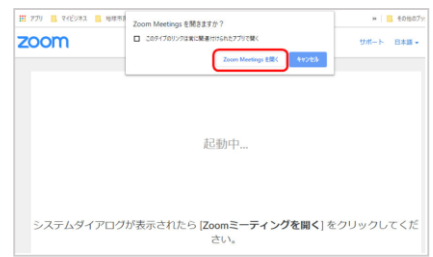 アプリ マイビジネス
Zoom Meetings を開きますか？
このタイプのリンクは常に関連付けられたアプリで開く
Zoom Meetings を開く キャンセル
zoom
サポート 日本語
起動中...
システムダイアログが表示されたら [Zoomミーティングを開く] をクリックしてくだ
さい。